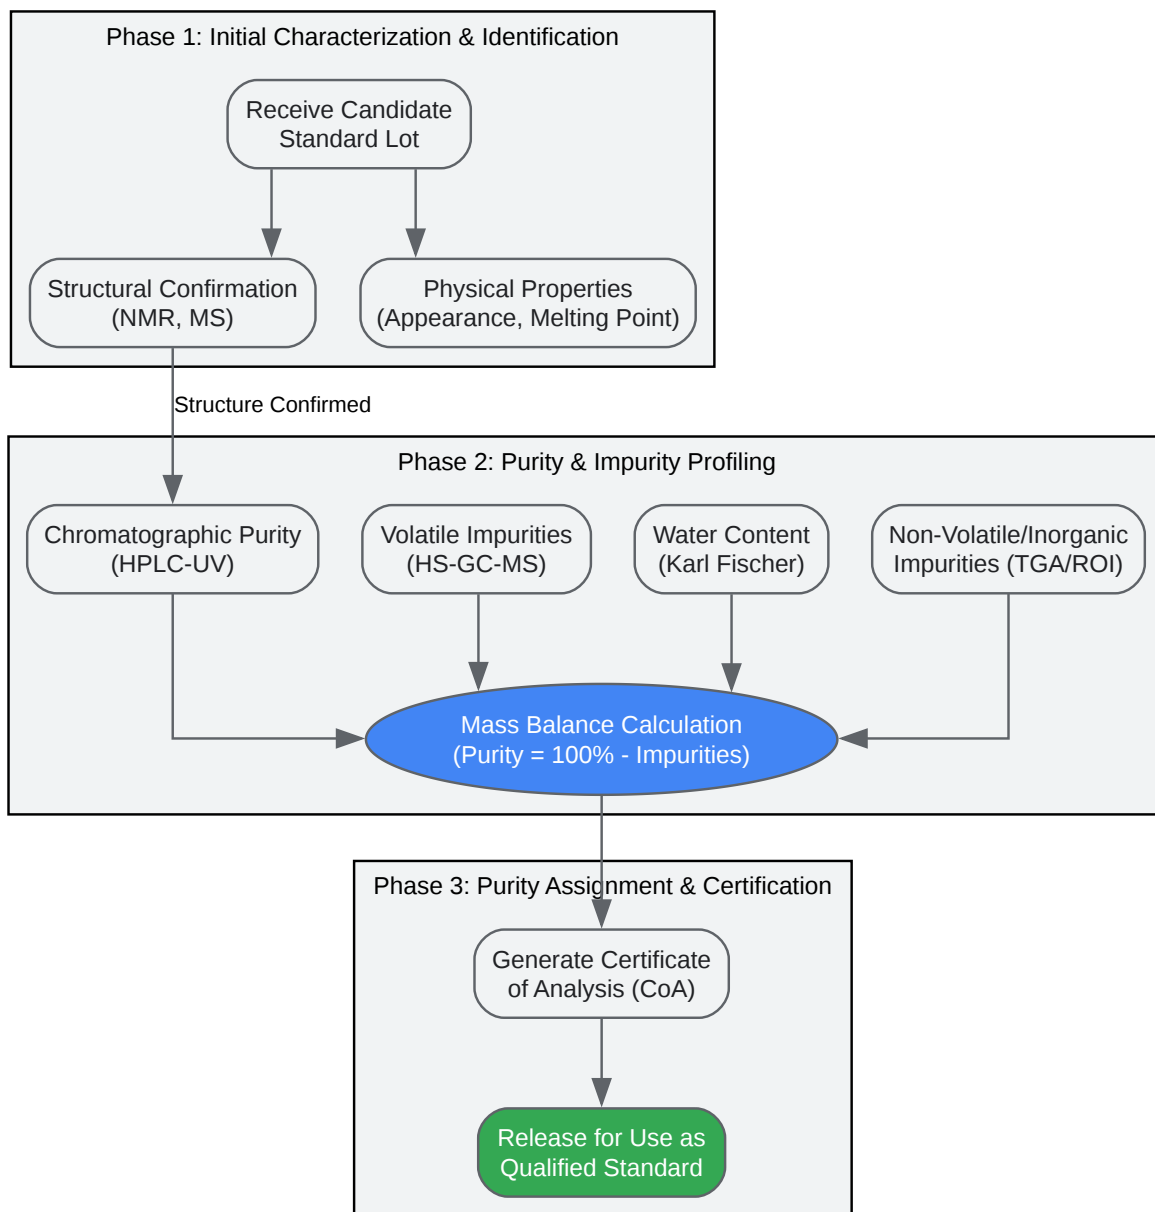 Phase 1: Initial Characterization & Identification
Receive Candidate
Standard Lot
Structural Confirmation
(NMR, MS)
Physical Properties
(Appearance, Melting Point)
Structure Confirmed
Phase 2: Purity & Impurity Profiling
Chromatographic Purity
(HPLC-UV)
Volatile Impurities
(HS-GC-MS)
Water Content
(Karl Fischer)
Non-Volatile/Inorganic
Impurities (TGA/ROI)
Mass Balance Calculation
(Purity = 100% - Impurities)
Phase 3: Purity Assignment & Certification
Generate Certificate
of Analysis (CoA)
Release for Use as
Qualified Standard